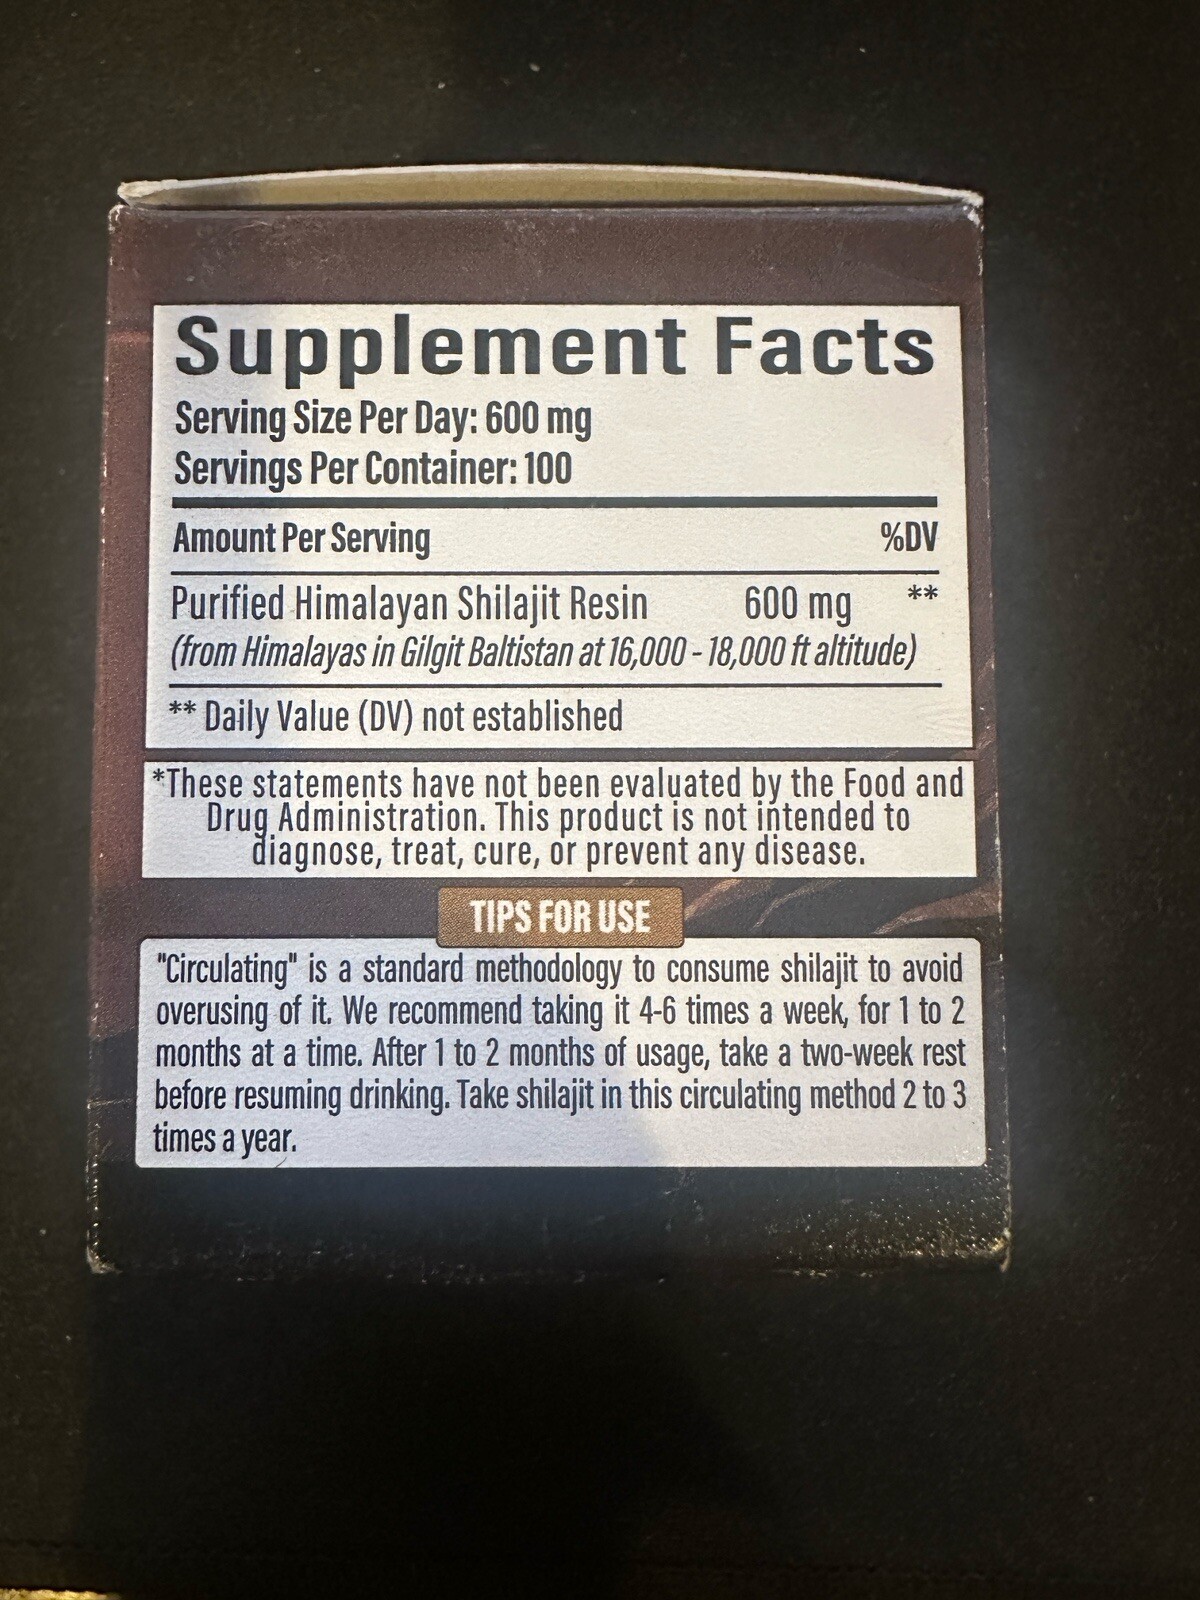 Supplement Facts
Serving Size Per Day: 600 mg
Servings Per Container: 100
Amount Per Serving %DV
Purified Himalayan Shilajit Resin 600 mg **
(from Himalayas in Gilgit Baltistan at 16,000 - 18,000 ft altitude)
** Daily Value (DV) not established
*These statements have not been evaluated by the Food and
Drug Administration. This product is not intended to
diagnose, treat, cure, or prevent any disease.
TIPS FOR USE
"Circulating" is a standard methodology to consume shilajit to avoid
overusing of it. We recommend taking it 4-6 times a week, for 1 to 2
months at a time. After 1 to 2 months of usage, take a two-week rest
before resuming drinking. Take shilajit in this circulating method 2 to 3
times a year.